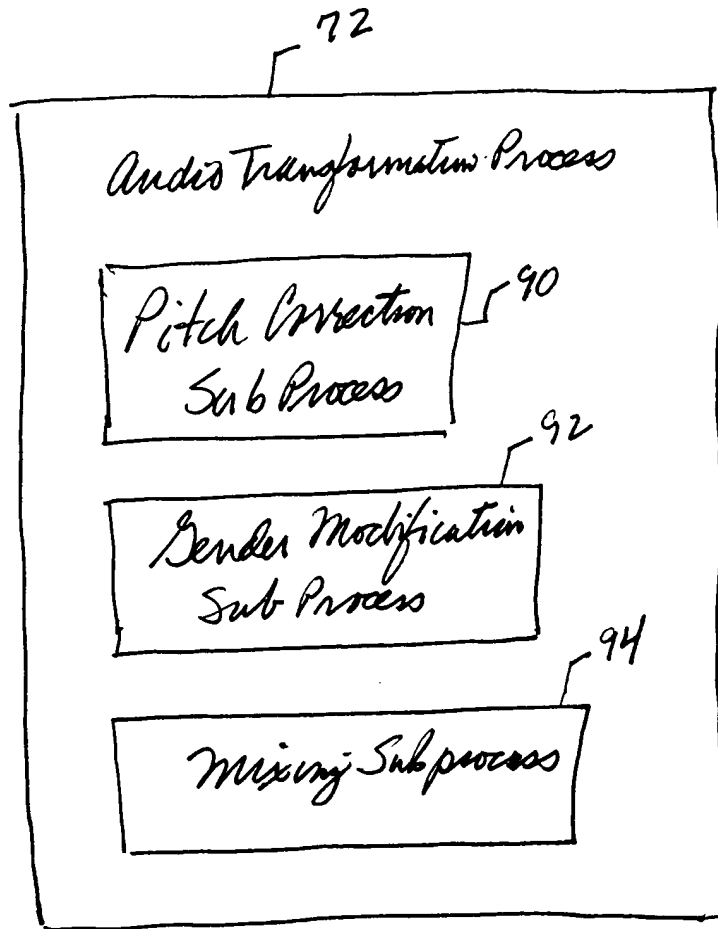 72
Audio Transformation Process
Pitch Correction
Sub Process
90
Gender Modification
Sub Process
92
Mixing Subprocess
94